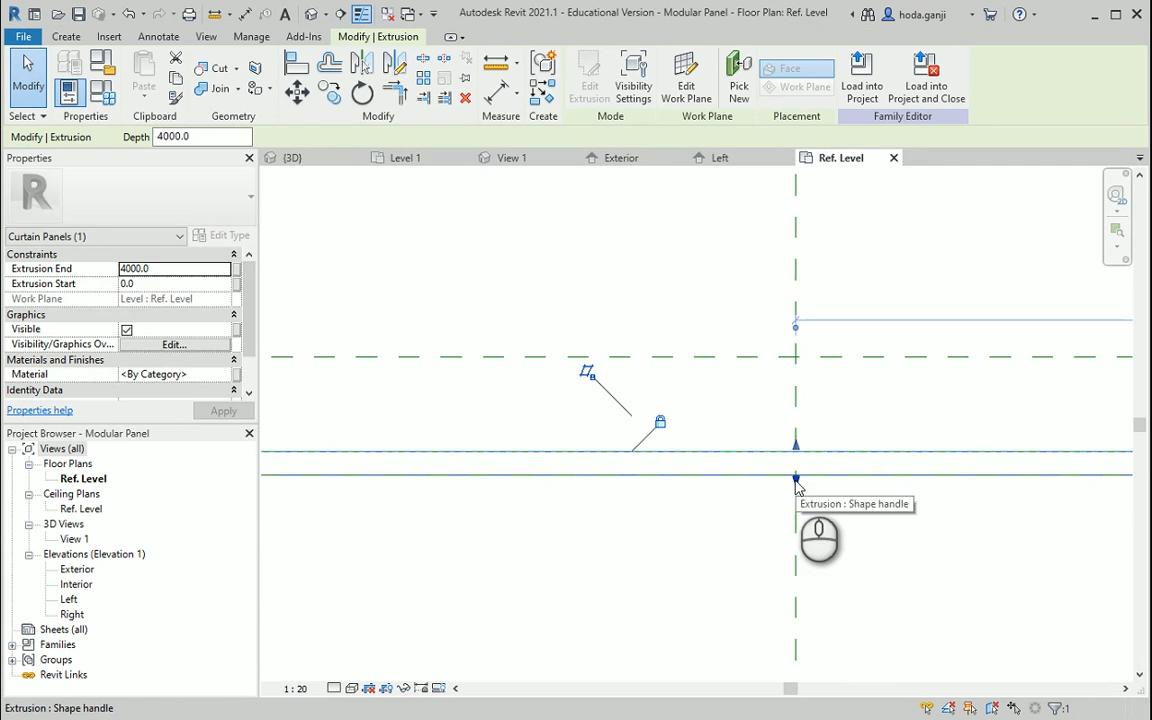 Autodesk Revit 2021.1 - Educational Version - Modular Panel - Floor Plan: Ref. Level
hoda.ganji
File Create Insert Annotate View Manage Add-Ins Modify | Extrusion
Cut
Join
Modify
Paste
Edit Extrusion
Visibility Settings
Edit Work Plane
Pick New
Face
Work Plane
Load into Project
Load into Project and Close
Select Properties Clipboard Geometry Modify Measure Create Mode Work Plane Placement Family Editor
Modify | Extrusion Depth 4000.0
Properties
{3D} Level 1 View 1 Exterior Left Ref. Level
R
Curtain Panels (1) Edit Type
Constraints
Extrusion End 4000.0
Extrusion Start 0.0
Work Plane Level : Ref. Level
Graphics
Visible
Visibility/Graphics Ov... Edit...
Materials and Finishes
Material <By Category>
Identity Data
Properties help Apply
Project Browser - Modular Panel
Views (all)
Floor Plans
Ref. Level
Ceiling Plans
Ref. Level
3D Views
View 1
Elevations (Elevation 1)
Exterior
Interior
Left
Right
Sheets (all)
Families
Groups
Revit Links
Extrusion : Shape handle
1 : 20
Extrusion : Shape handle
:1